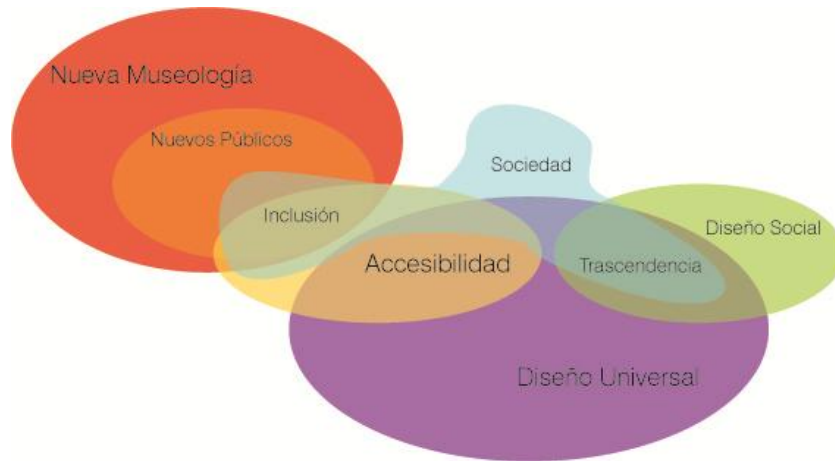 Nueva Museología
Nuevos Públicos
Sociedad
Inclusión
Diseño Social
Accesibilidad
Trascendencia
Diseño Universal